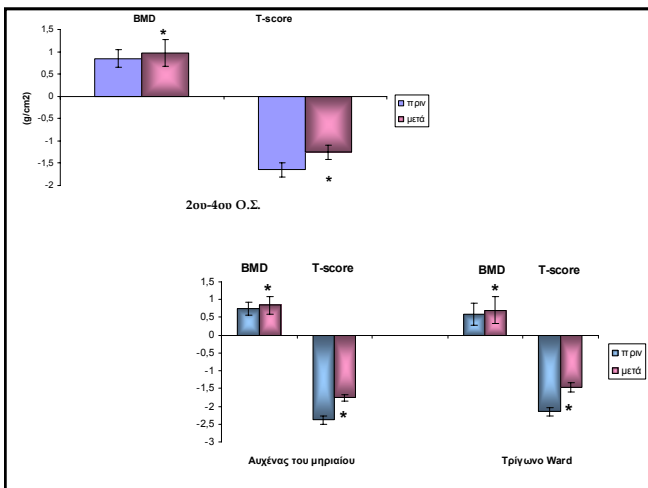 BMD T-score
1,5
1
0,5
0
-0,5
-1
-1,5
-2
(g/cm2)
*
*
πριν
μετά
2ου-4ου Ο.Σ.
BMD T-score BMD T-score
1,5
1
0,5
0
-0,5
-1
-1,5
-2
-2,5
-3
* *
* *
πριν
μετά
Αυχένας του μηριαίου Τρίγωνο Ward